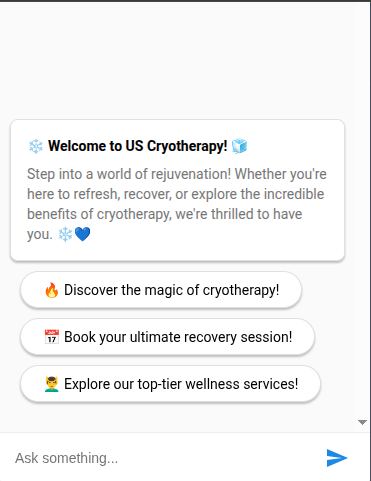 ❄️ Welcome to US Cryotherapy! 🧊
Step into a world of rejuvenation! Whether you're
here to refresh, recover, or explore the incredible
benefits of cryotherapy, we're thrilled to have
you. ❄️💙
🔥 Discover the magic of cryotherapy!
📅 Book your ultimate recovery session!
💆‍♂️ Explore our top-tier wellness services!
Ask something...